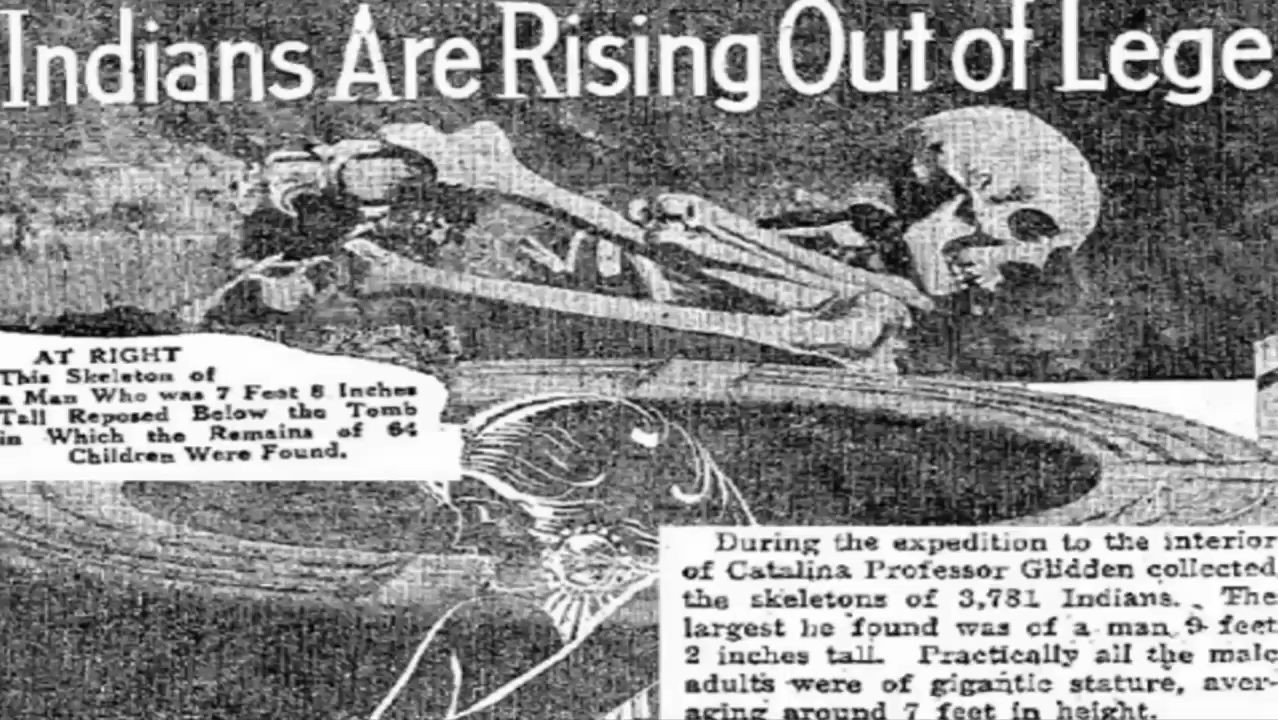 Indians Are Rising Out of Lege
AT RIGHT
This Skeleton of
a Man Who was 7 Feet 8 Inches
Tall Reposed Below the Tomb
in Which the Remains of 64
Children Were Found.
During the expedition to the interior
of Catalina Professor Glidden collected
the skeletons of 3,781 Indians. The
largest he found was of a man 9 feet
2 inches tall. Practically all the male
adults were of gigantic stature, aver-
aging around 7 feet in height.